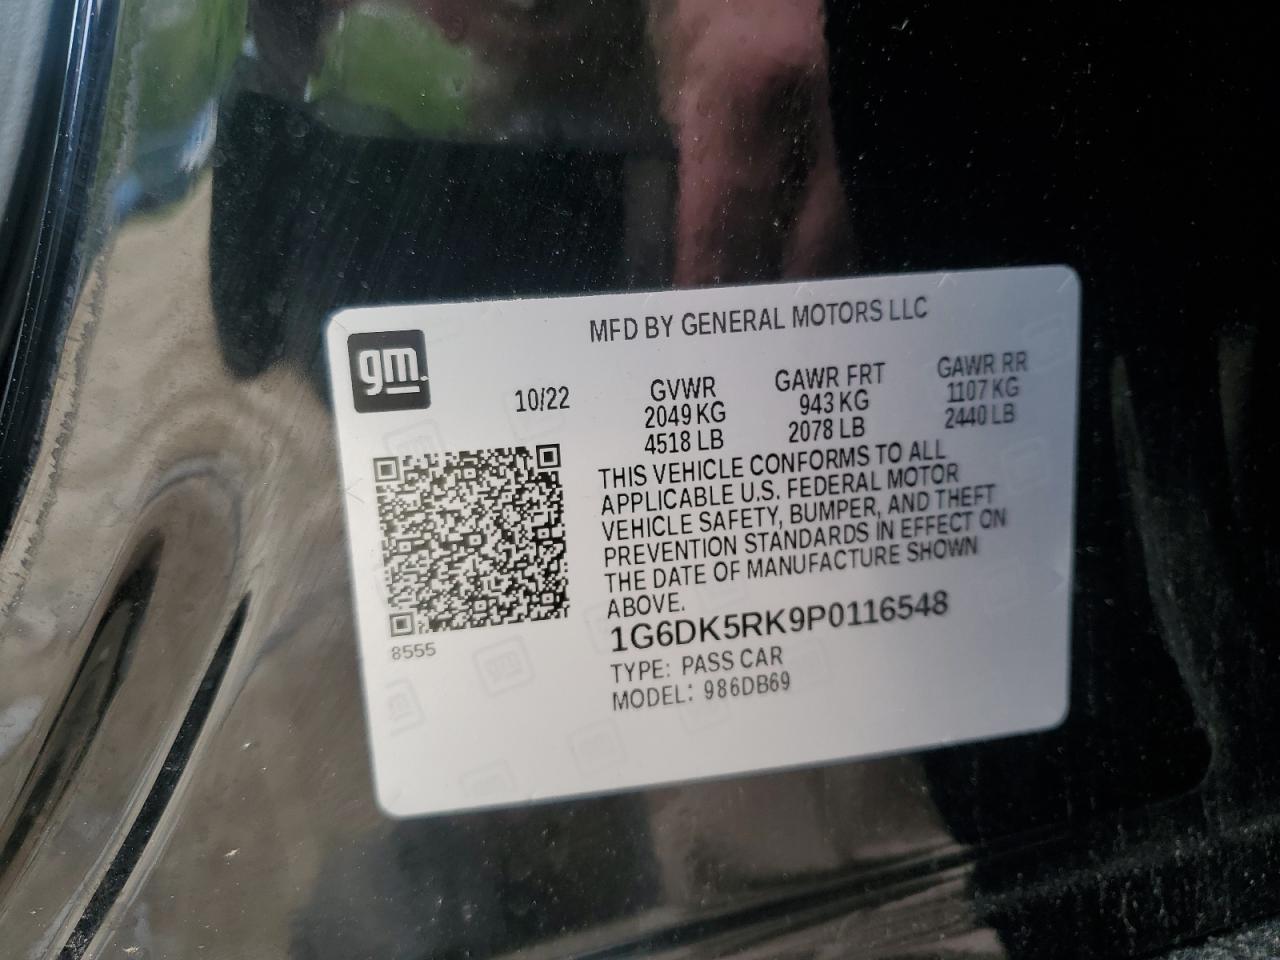 MFD BY GENERAL MOTORS LLC
gm
10/22
GVWR
2049 KG
4518 LB
GAWR FRT
943 KG
2078 LB
GAWR RR
1107 KG
2440 LB
THIS VEHICLE CONFORMS TO ALL
APPLICABLE U.S. FEDERAL MOTOR
VEHICLE SAFETY, BUMPER, AND THEFT
PREVENTION STANDARDS IN EFFECT ON
THE DATE OF MANUFACTURE SHOWN
ABOVE.
1G6DK5RK9P0116548
TYPE: PASS CAR
MODEL: 986DB69
8555